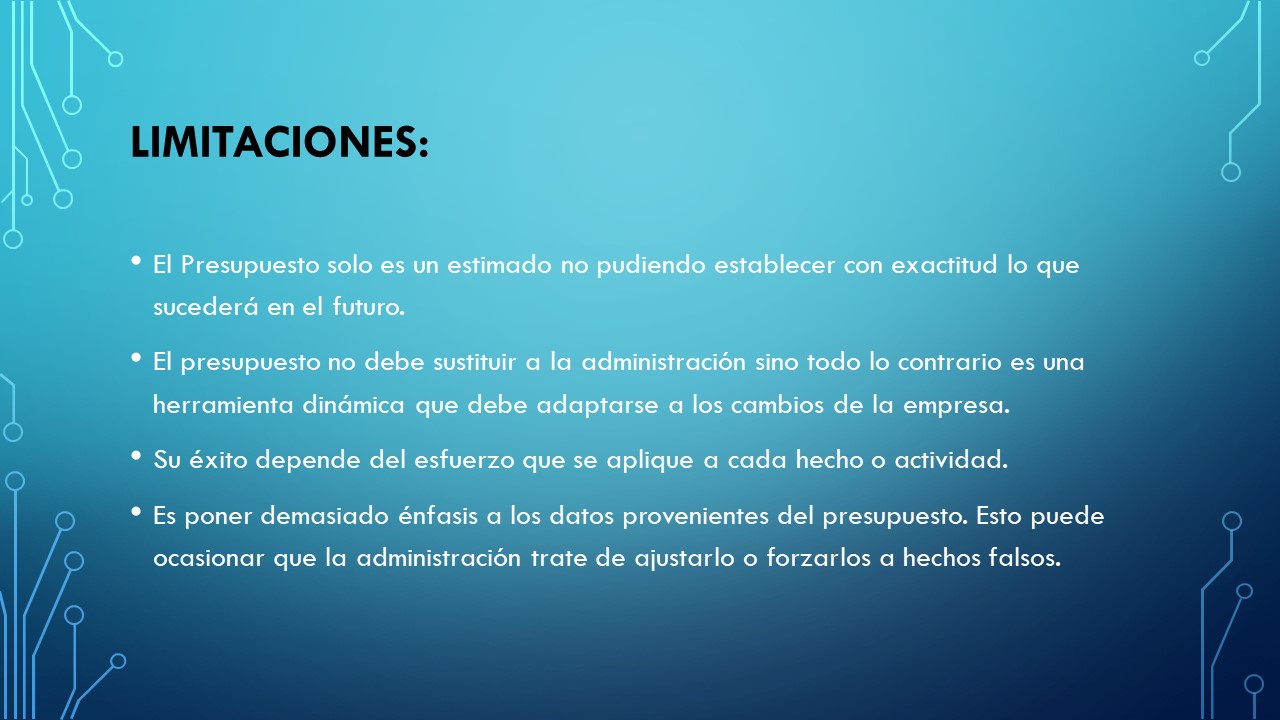 LIMITACIONES:
• El Presupuesto solo es un estimado no pudiendo establecer con exactitud lo que
sucederá en el futuro.
• El presupuesto no debe sustituir a la administración sino todo lo contrario es una
herramienta dinámica que debe adaptarse a los cambios de la empresa.
• Su éxito depende del esfuerzo que se aplique a cada hecho o actividad.
• Es poner demasiado énfasis a los datos provenientes del presupuesto. Esto puede
ocasionar que la administración trate de ajustarlo o forzarlos a hechos falsos.